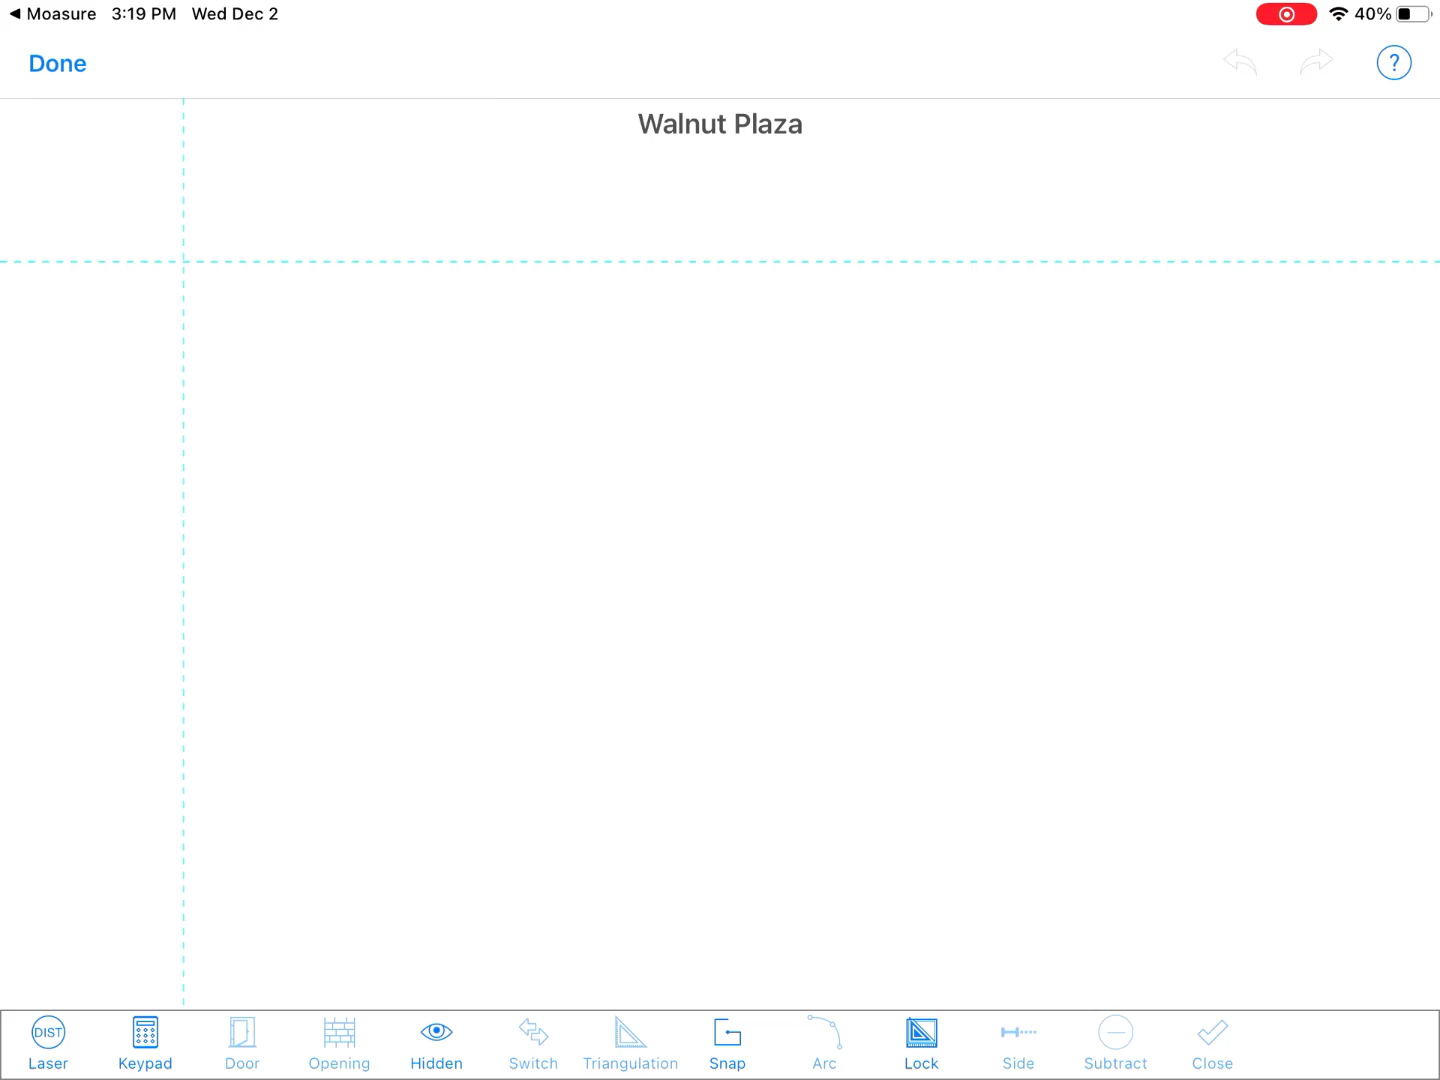 Moasure 3:19 PM Wed Dec 2 40%
Done ?
Walnut Plaza
DIST
Laser Keypad Door Opening Hidden Switch Triangulation Snap Arc Lock Side Subtract Close